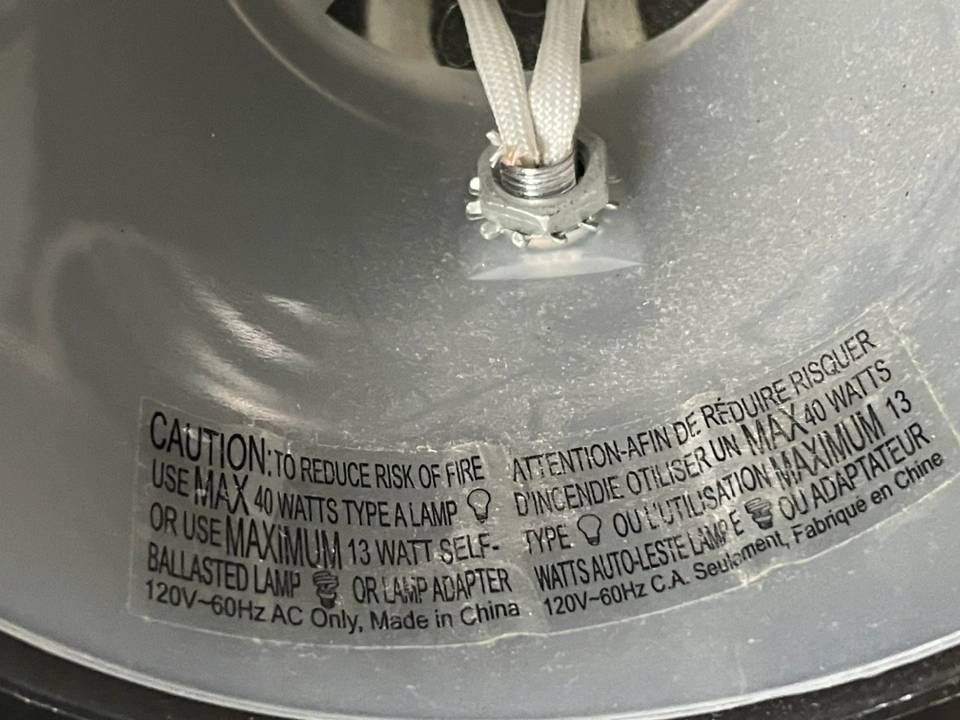 CAUTION: TO REDUCE RISK OF FIRE
USE MAX 40 WATTS TYPE A LAMP
OR USE MAXIMUM 13 WATT SELF-
BALLASTED LAMP OR LAMP ADAPTER
120V~60Hz AC Only, Made in China
ATTENTION-AFIN DE RÉDUIRE RISQUER
D'INCENDIE OTILISER UN MAX 40 WATTS
TYPE OU L'UTILISATION MAXIMUM 13
WATTS AUTO-LESTE LAMPE OU ADAPTATEUR
120V~60Hz C.A. Seulement, Fabriqué en Chine